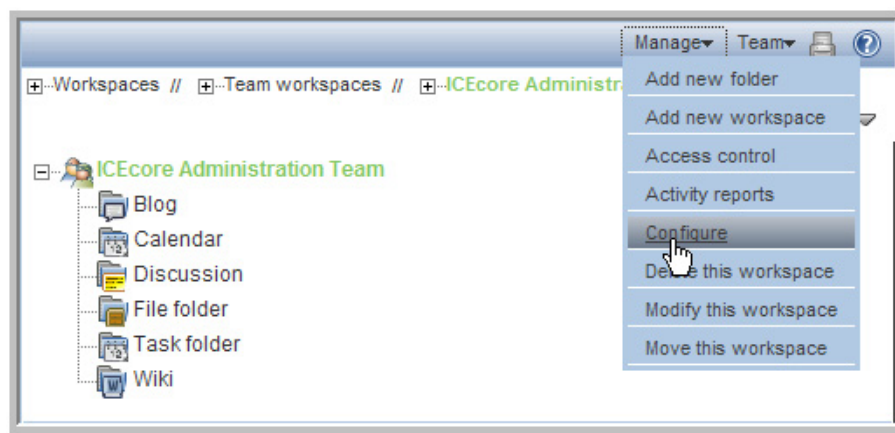 Manage Team
Workspaces // Team workspaces // ICEcore Administr
Add new folder
Add new workspace
Access control
Activity reports
Configure
Delete this workspace
Modify this workspace
Move this workspace
ICEcore Administration Team
Blog
Calendar
Discussion
File folder
Task folder
Wiki